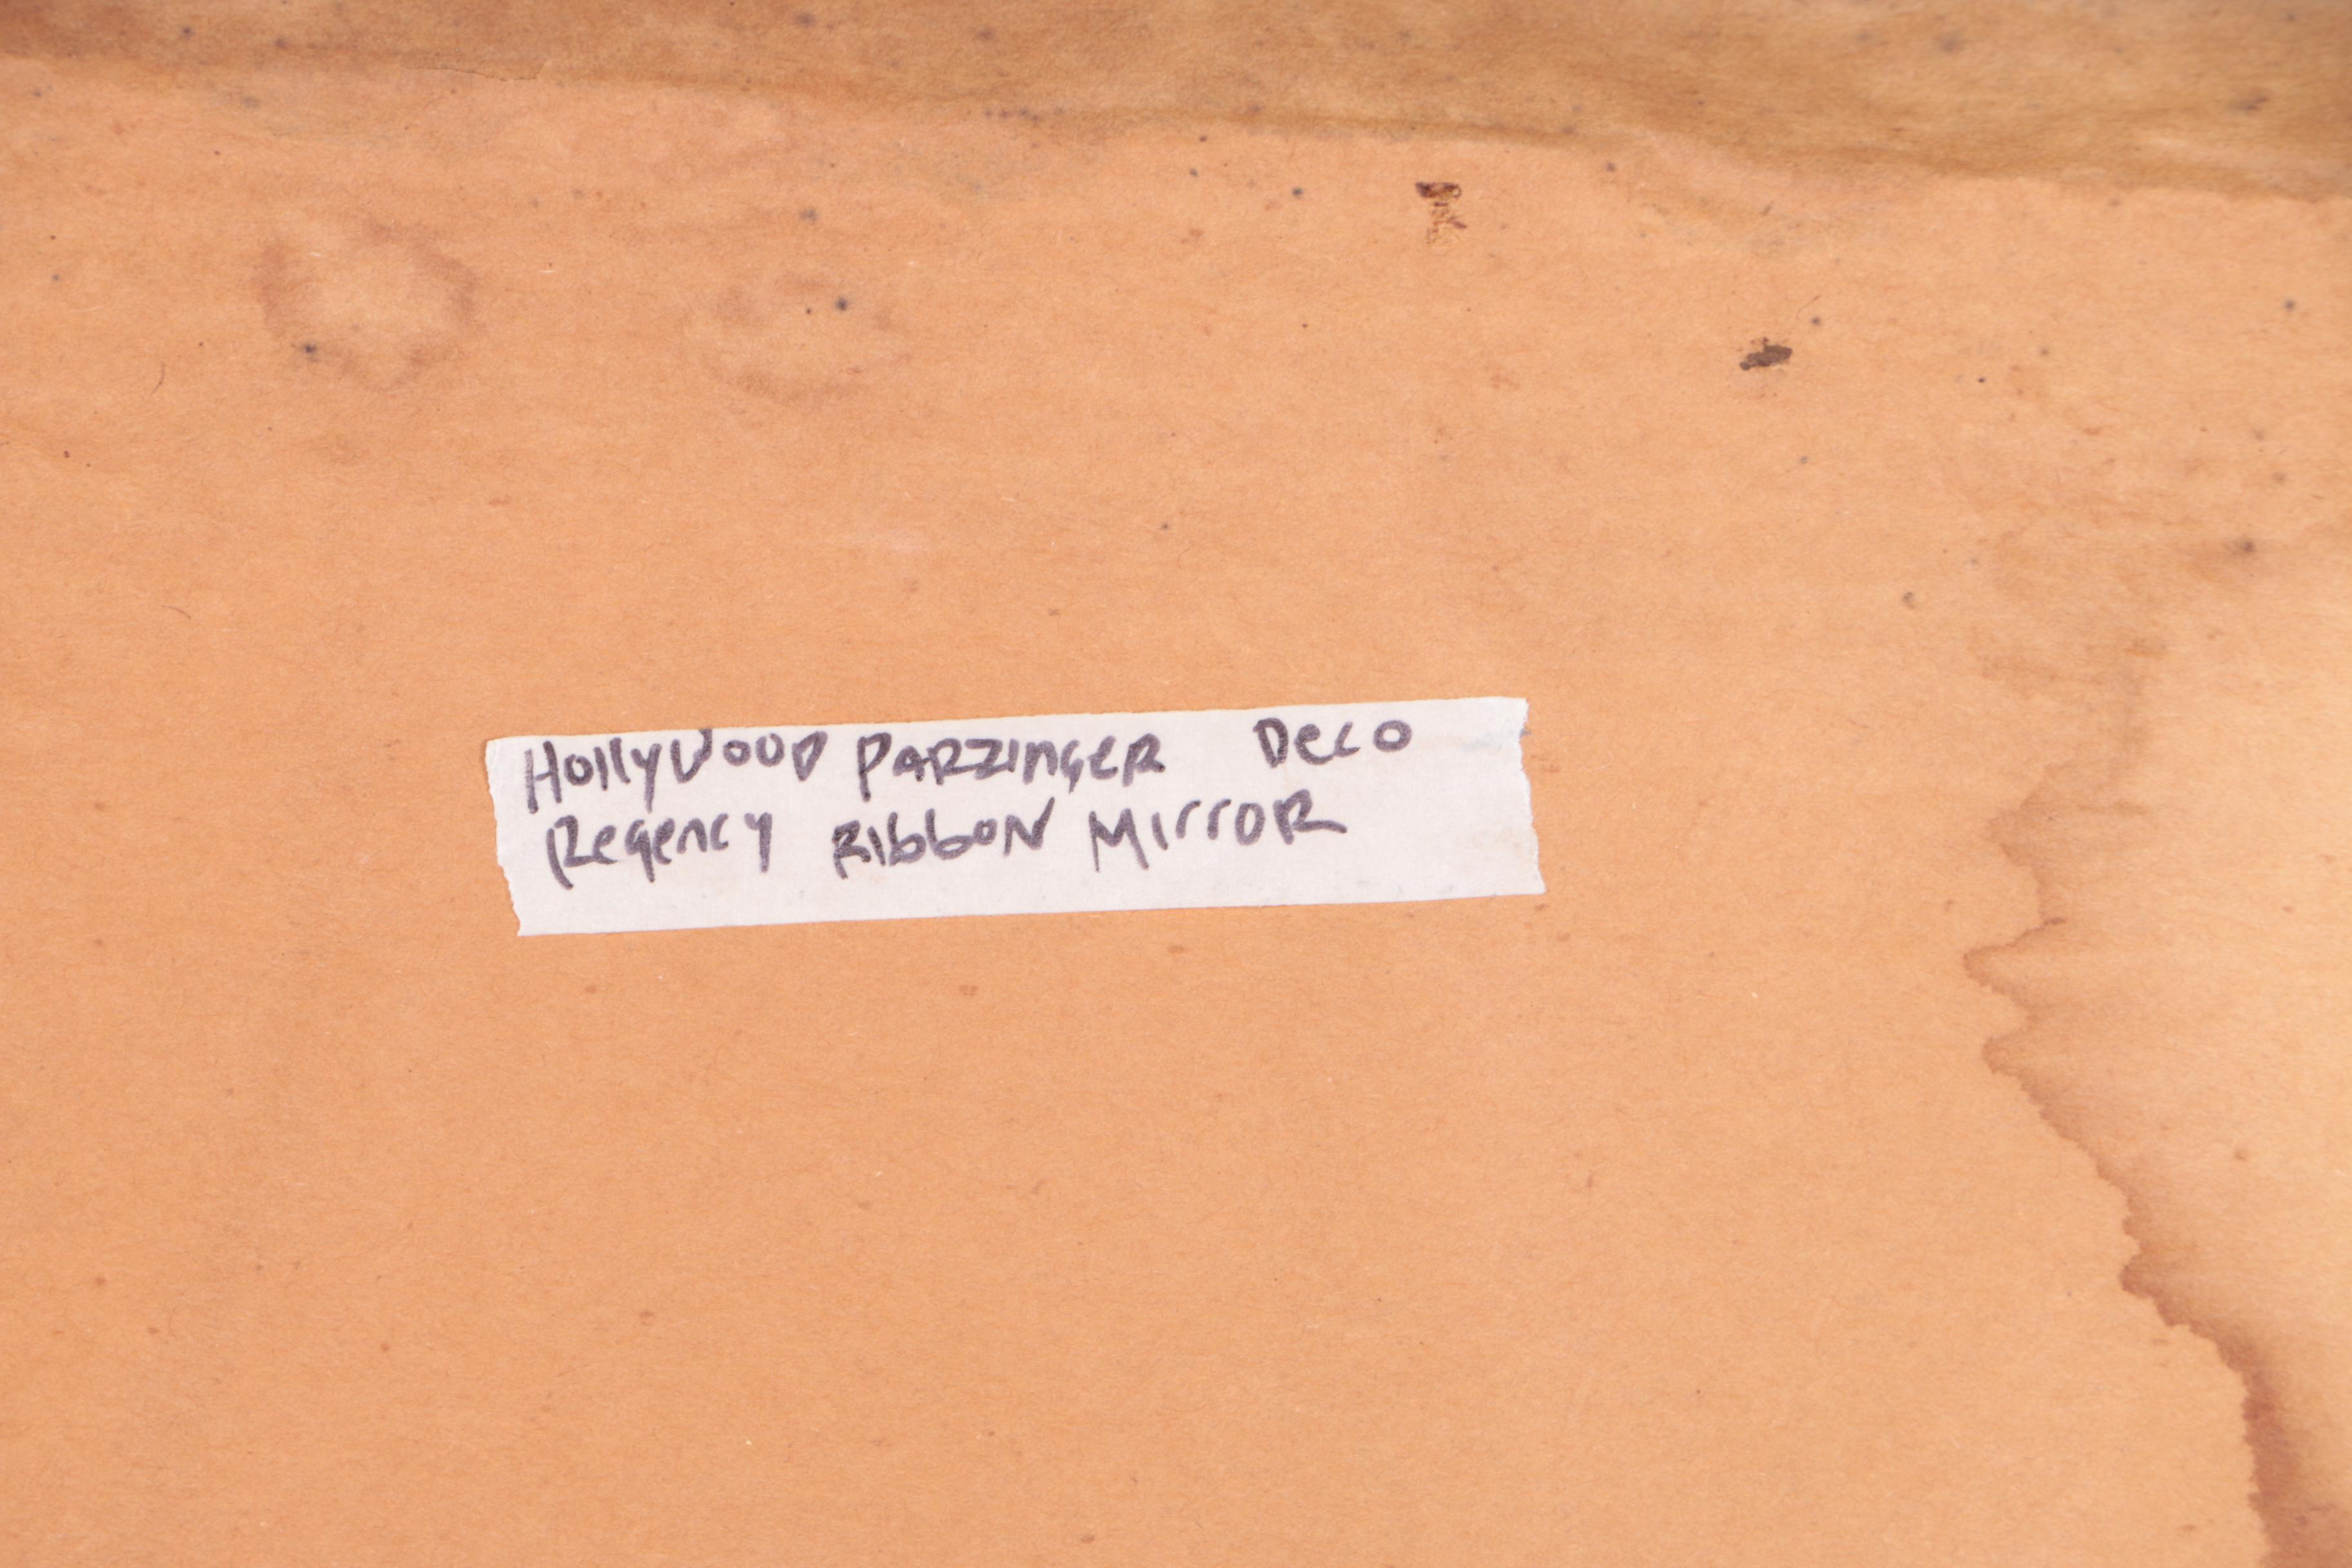 HollyWood PARZINGER Deco
Regency RibboN MirroR